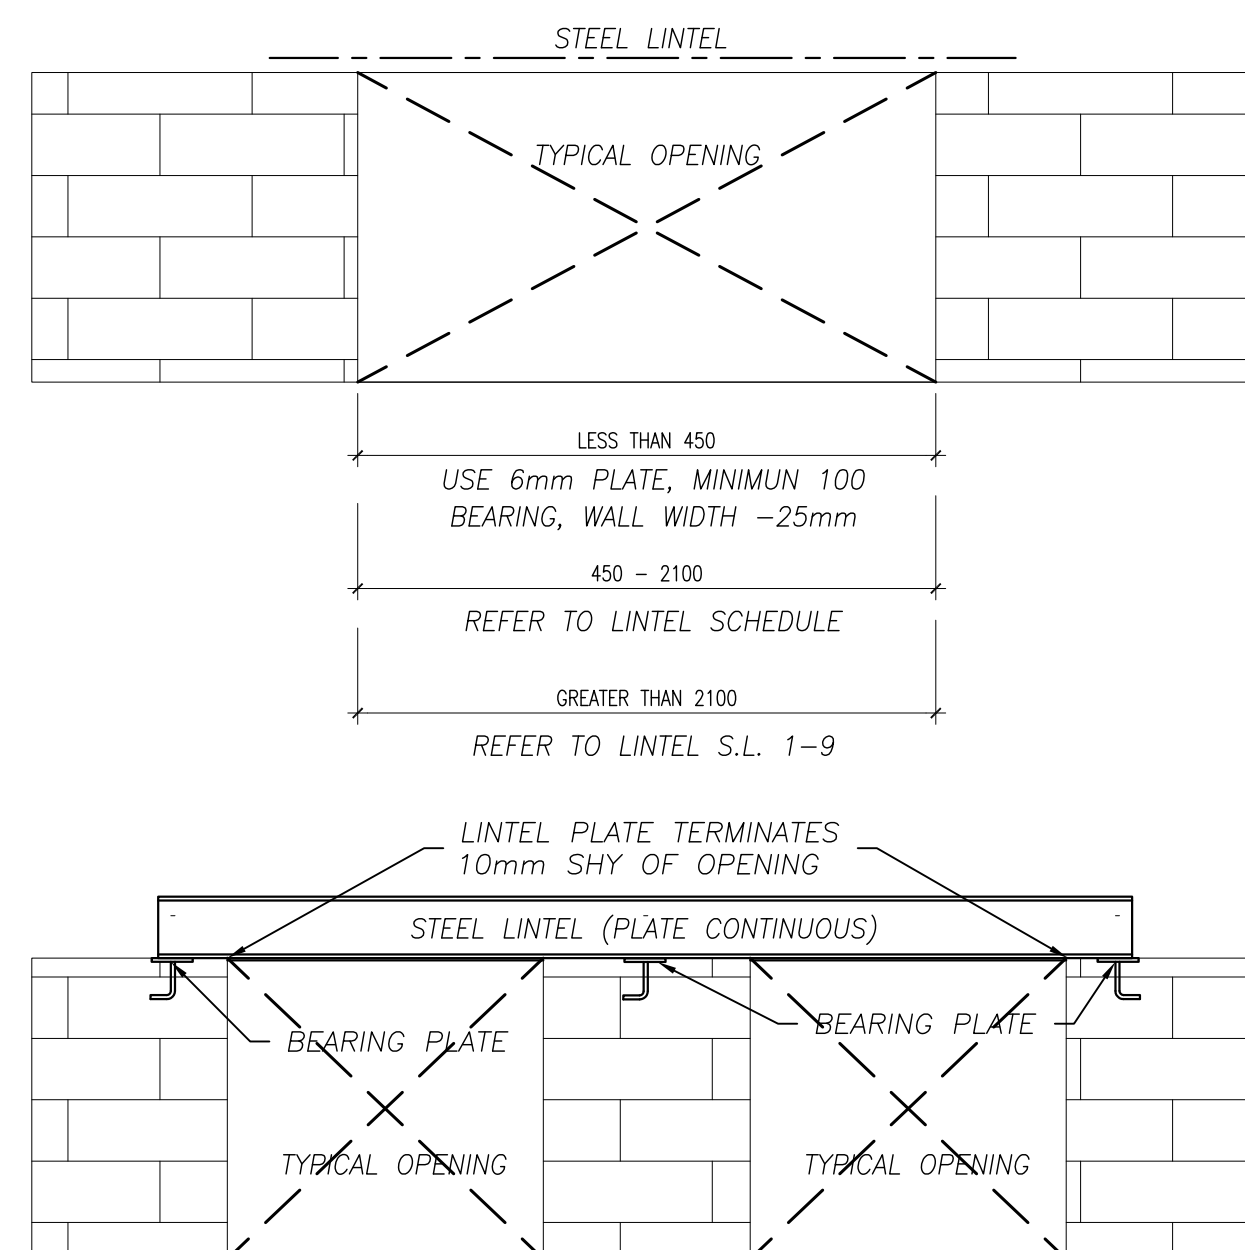 STEEL LINTEL
TYPICAL OPENING
LESS THAN 450
USE 6mm PLATE, MINIMUN 100
BEARING, WALL WIDTH -25mm
450 - 2100
REFER TO LINTEL SCHEDULE
GREATER THAN 2100
REFER TO LINTEL S.L. 1-9
LINTEL PLATE TERMINATES
10mm SHY OF OPENING
STEEL LINTEL (PLATE CONTINUOUS)
BEARING PLATE
BEARING PLATE
TYPICAL OPENING
TYPICAL OPENING